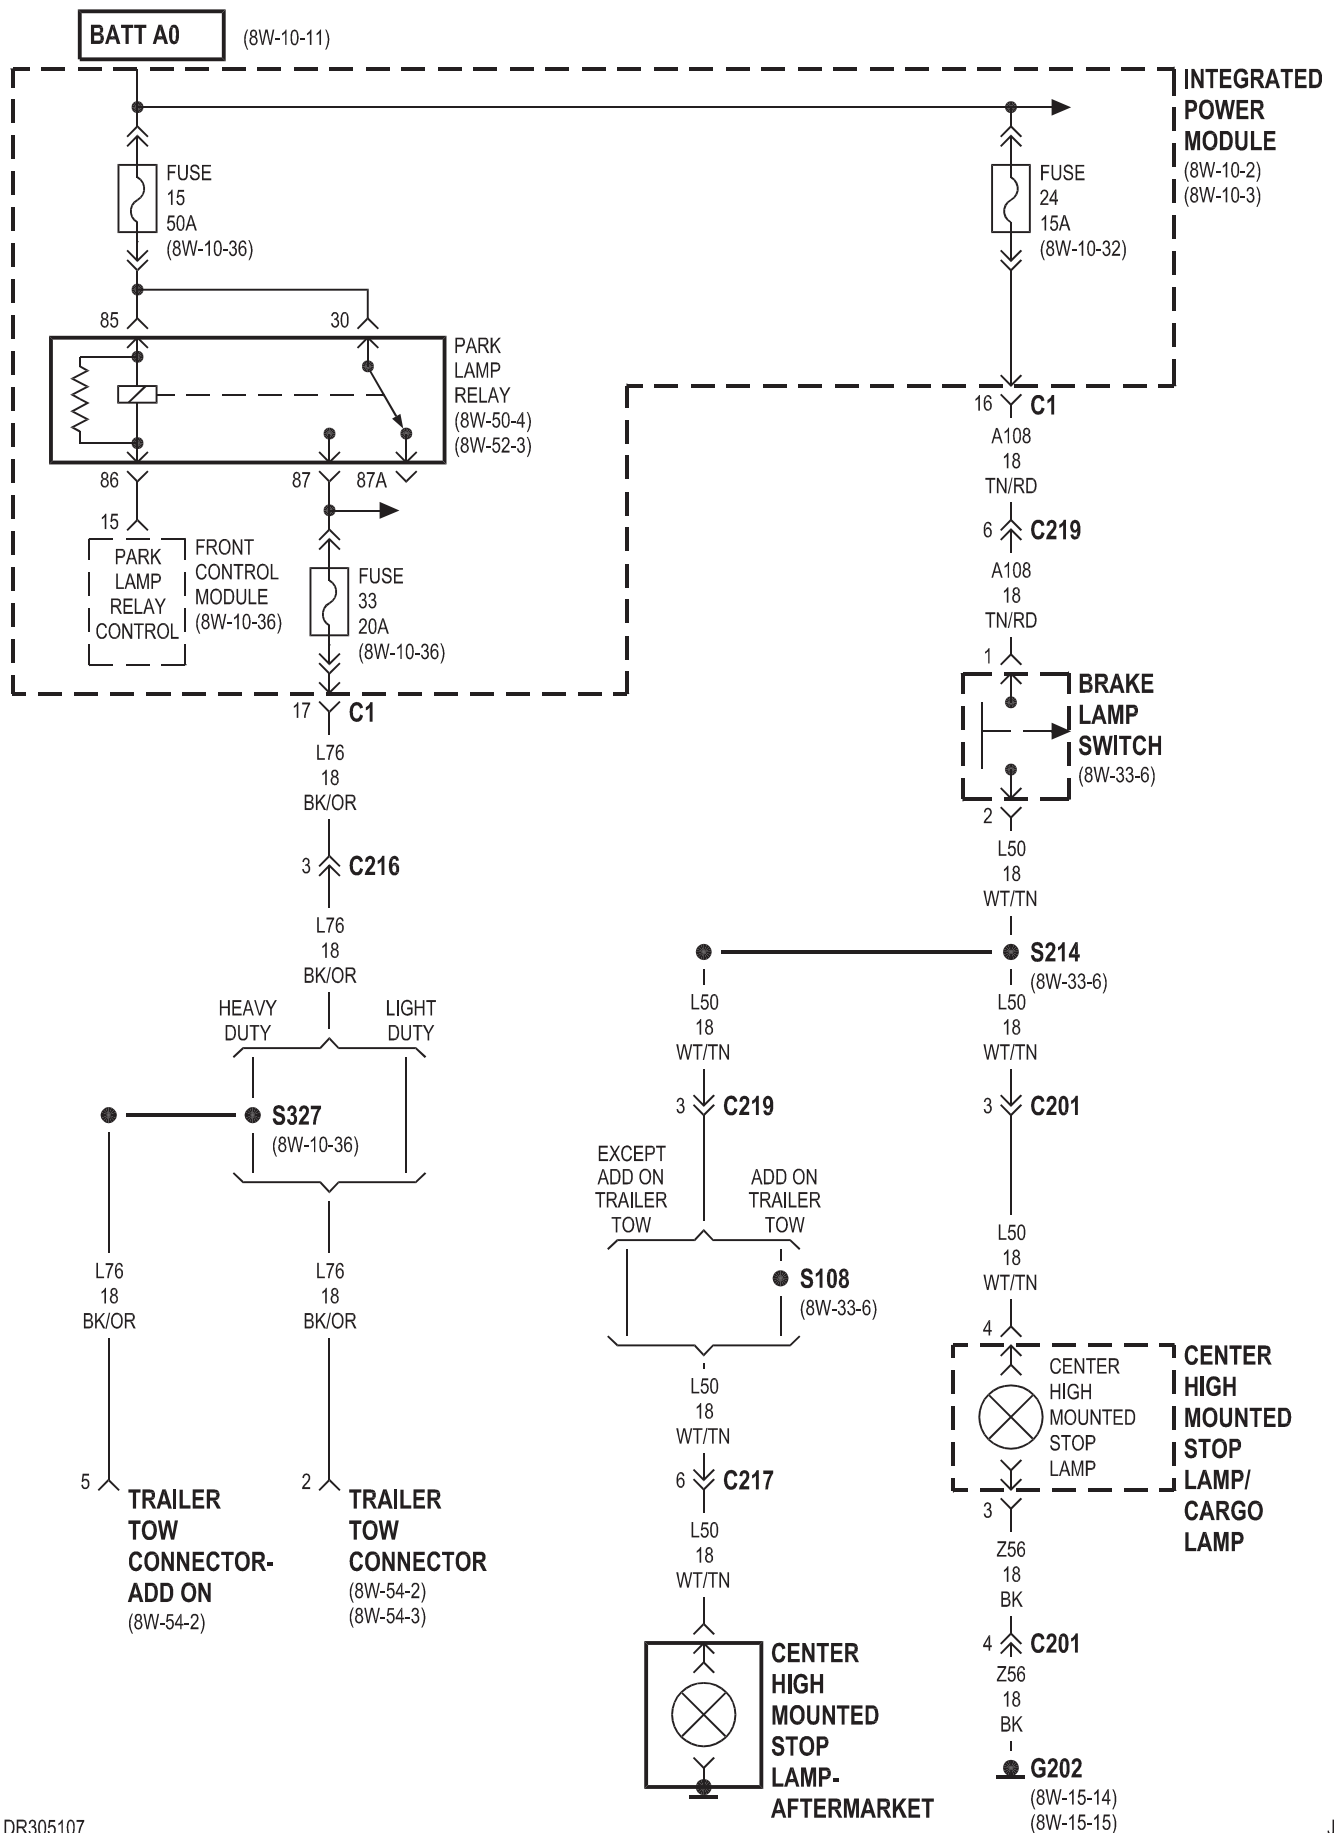 BATT A0
(8W-10-11)
INTEGRATED
POWER
MODULE
(8W-10-2)
(8W-10-3)
FUSE
15
50A
(8W-10-36)
FUSE
24
15A
(8W-10-32)
85
30
PARK
LAMP
RELAY
(8W-50-4)
(8W-52-3)
86
87
87A
15
PARK
LAMP
RELAY
CONTROL
FRONT
CONTROL
MODULE
(8W-10-36)
FUSE
33
20A
(8W-10-36)
17
C1
L76
18
BK/OR
3
C216
L76
18
BK/OR
HEAVY
DUTY
LIGHT
DUTY
S327
(8W-10-36)
L76
18
BK/OR
L76
18
BK/OR
5
TRAILER
TOW
CONNECTOR-
ADD ON
(8W-54-2)
2
TRAILER
TOW
CONNECTOR
(8W-54-2)
(8W-54-3)
16
C1
A108
18
TN/RD
6
C219
A108
18
TN/RD
1
BRAKE
LAMP
SWITCH
(8W-33-6)
2
L50
18
WT/TN
S214
(8W-33-6)
L50
18
WT/TN
L50
18
WT/TN
3
C219
3
C201
EXCEPT
ADD ON
TRAILER
TOW
ADD ON
TRAILER
TOW
S108
(8W-33-6)
L50
18
WT/TN
6
C217
L50
18
WT/TN
CENTER
HIGH
MOUNTED
STOP
LAMP-
AFTERMARKET
L50
18
WT/TN
4
CENTER
HIGH
MOUNTED
STOP
LAMP
CENTER
HIGH
MOUNTED
STOP
LAMP/
CARGO
LAMP
3
Z56
18
BK
4
C201
Z56
18
BK
G202
(8W-15-14)
(8W-15-15)
DR305107